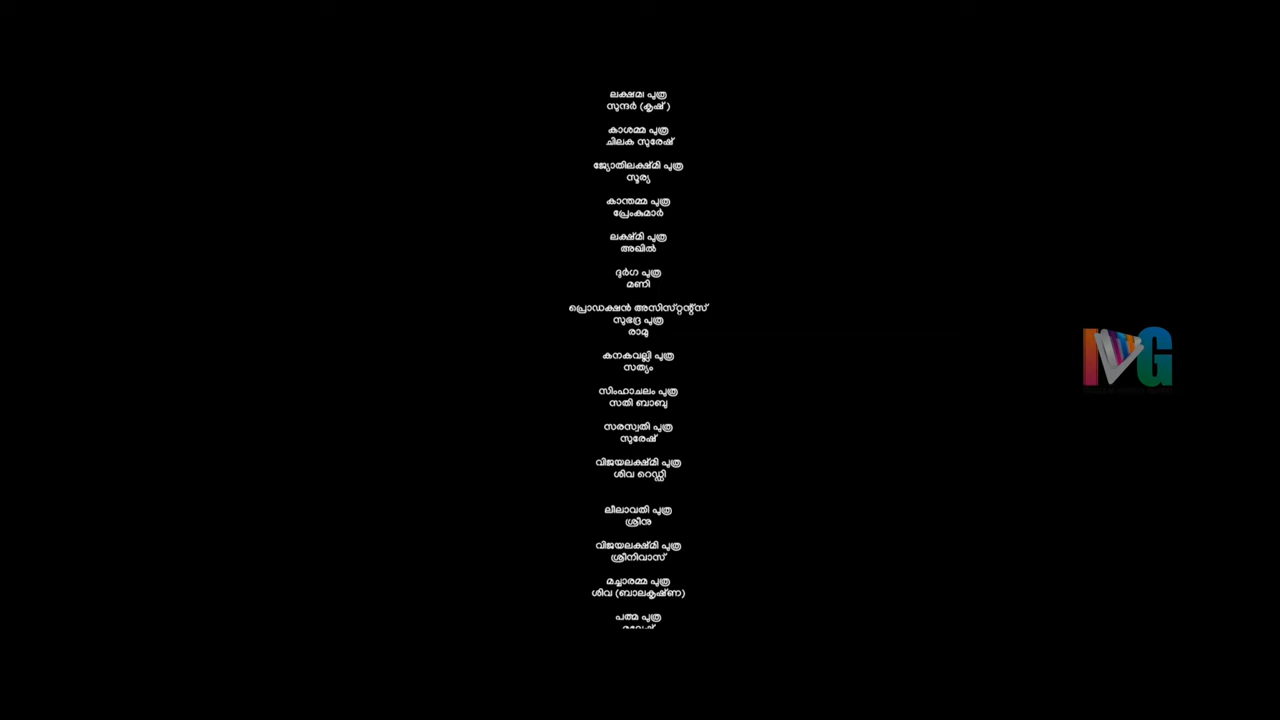 ലക്ഷ്മി പുത്ര
സുന്ദർ (കൃഷ് )
കാശമ്മ പുത്ര
ചിലക സുരേഷ്
ജ്യോതിലക്ഷ്മി പുത്ര
സൂര്യ
കാന്തമ്മ പുത്ര
പ്രേംകുമാർ
ലക്ഷ്മി പുത്ര
അഖിൽ
ദുർഗ പുത്ര
മണി
പ്രൊഡക്ഷൻ അസിസ്റ്റന്റ്സ്
സുഭദ്ര പുത്ര
രാമു
കനകവല്ലി പുത്ര
സത്യം
സിംഹാചലം പുത്ര
സതി ബാബു
സരസ്വതി പുത്ര
സുരേഷ്
വിജയലക്ഷ്മി പുത്ര
ശിവ റെഡ്ഡി
ലീലാവതി പുത്ര
ശ്രീനു
വിജയലക്ഷ്മി പുത്ര
ശ്രീനിവാസ്
മച്ചാരമ്മ പുത്ര
ശിവ (ബാലകൃഷ്ണ)
പത്മ പുത്ര